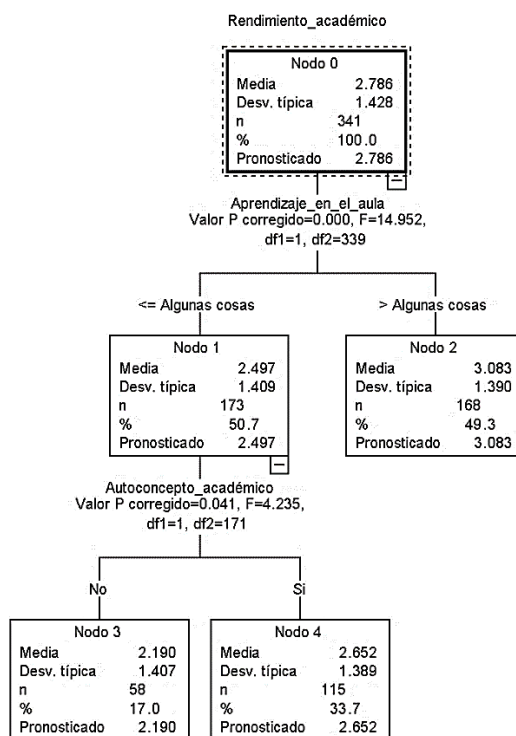 Rendimiento_académico
Nodo 0
Media 2.786
Desv. típica 1.428
n 341
% 100.0
Pronosticado 2.786
Aprendizaje_en_el_aula
Valor P corregido=0.000, F=14.952,
df1=1, df2=339
<= Algunas cosas
> Algunas cosas
Nodo 1
Media 2.497
Desv. típica 1.409
n 173
% 50.7
Pronosticado 2.497
Nodo 2
Media 3.083
Desv. típica 1.390
n 168
% 49.3
Pronosticado 3.083
Autoconcepto_académico
Valor P corregido=0.041, F=4.235,
df1=1, df2=171
No
Si
Nodo 3
Media 2.190
Desv. típica 1.407
n 58
% 17.0
Pronosticado 2.190
Nodo 4
Media 2.652
Desv. típica 1.389
n 115
% 33.7
Pronosticado 2.652